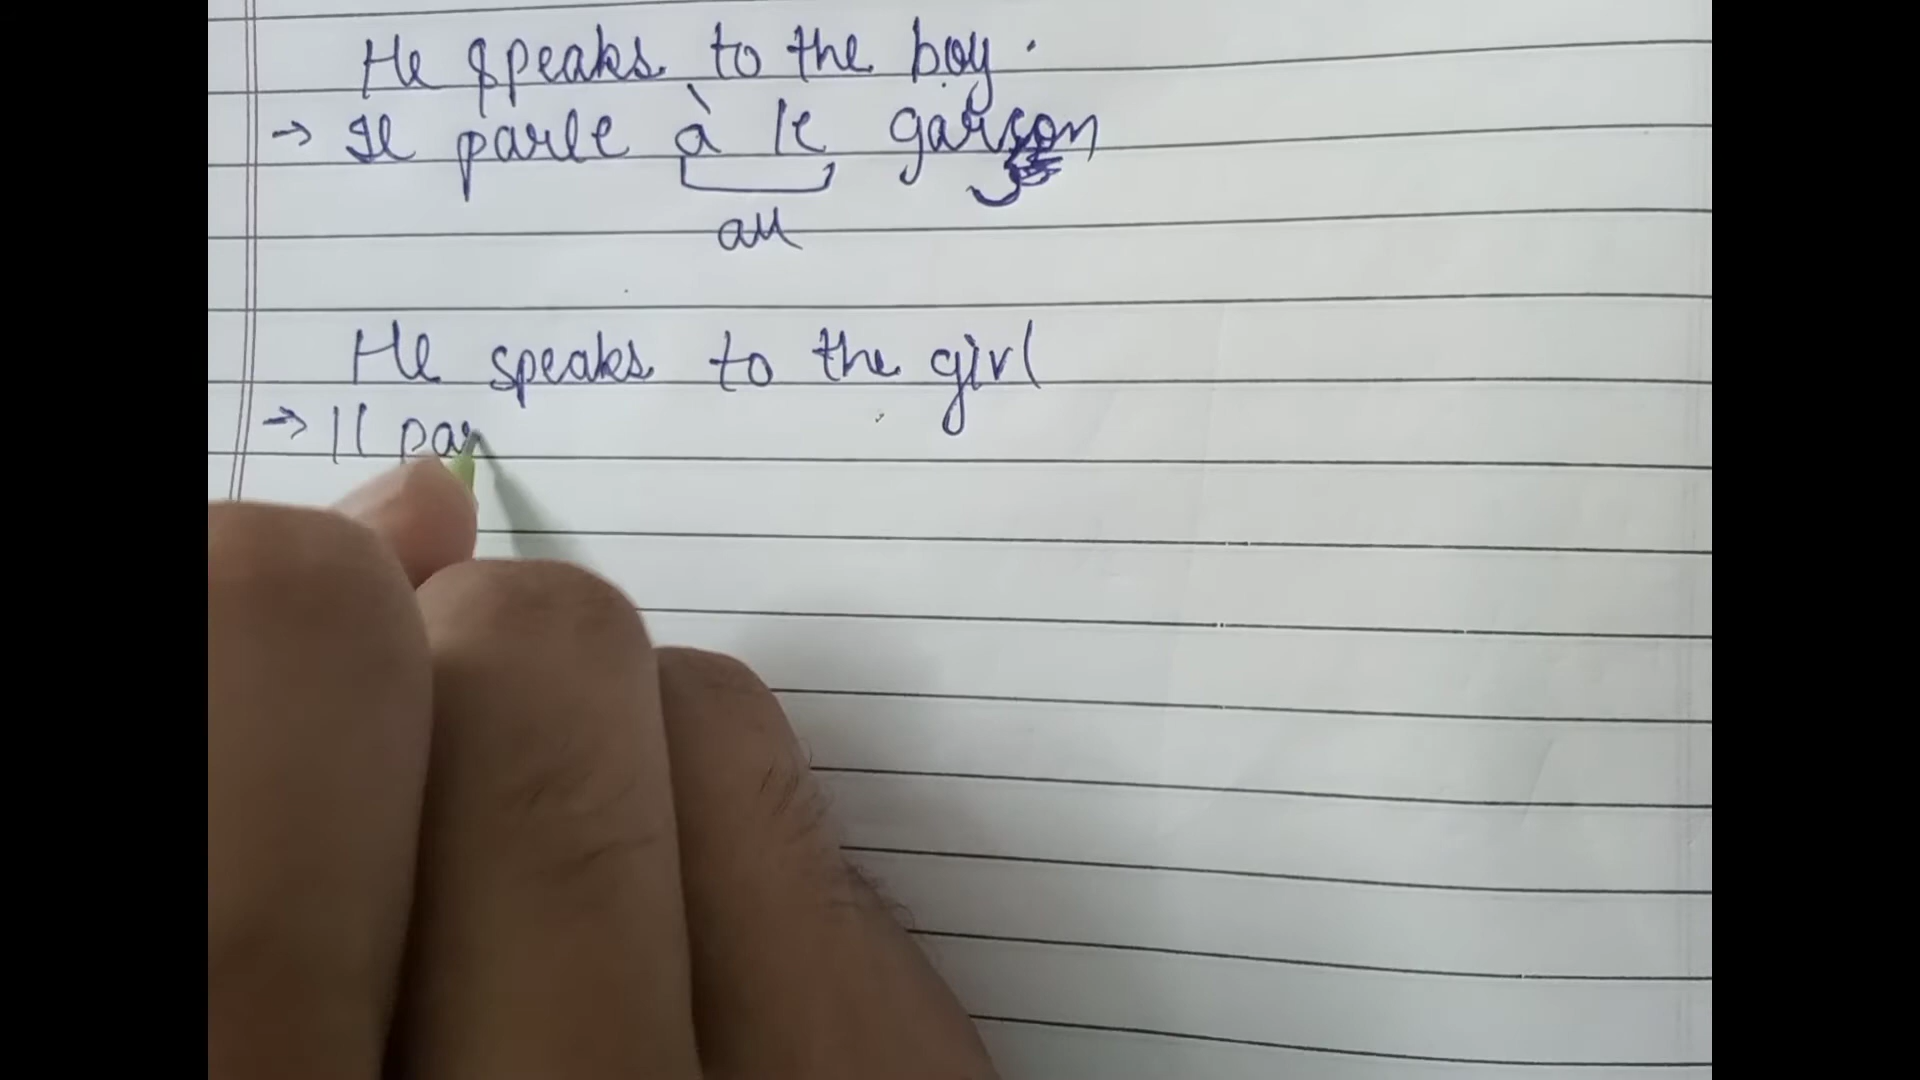 He speaks to the boy.
→ Il parle à le garçon
au
He speaks to the girl
→ Il par